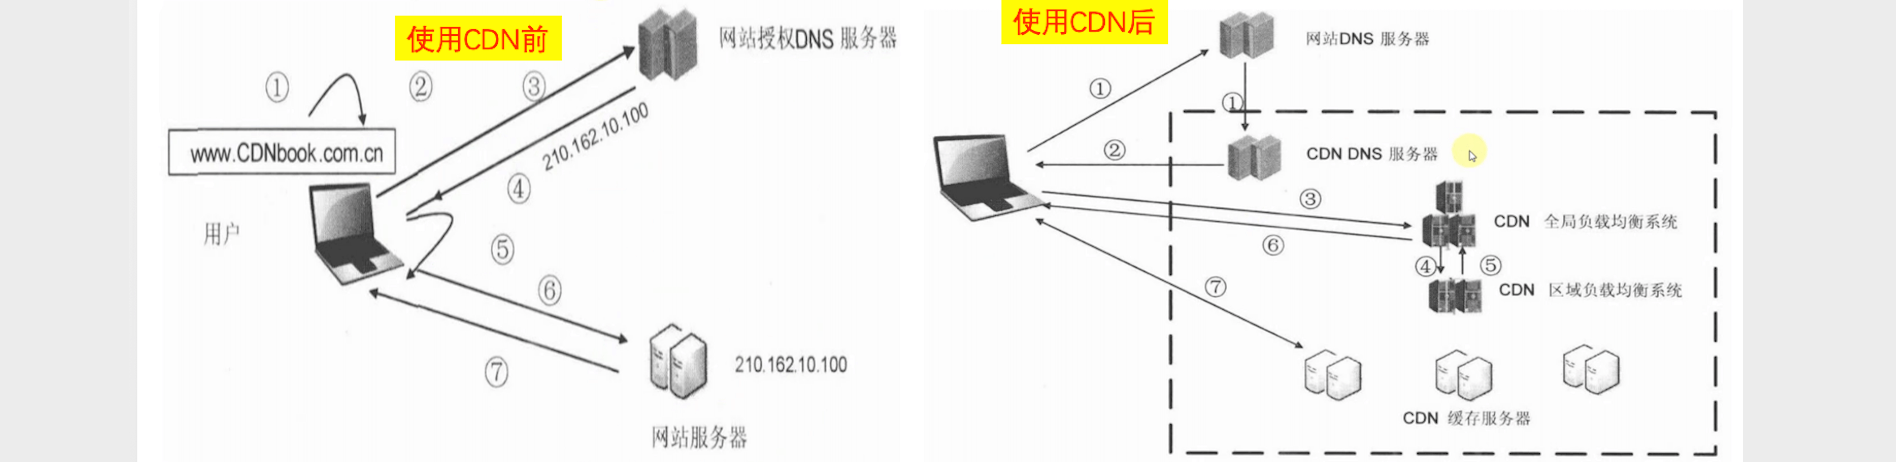 使用CDN前
网站授权DNS 服务器
①
②
③
www.CDNbook.com.cn
210.162.10.100
④
用户
⑤
⑥
210.162.10.100
⑦
网站服务器
使用CDN后
网站DNS 服务器
①
①
CDN DNS 服务器
②
③
CDN 全局负载均衡系统
⑥
④
⑤
CDN 区域负载均衡系统
⑦
CDN 缓存服务器